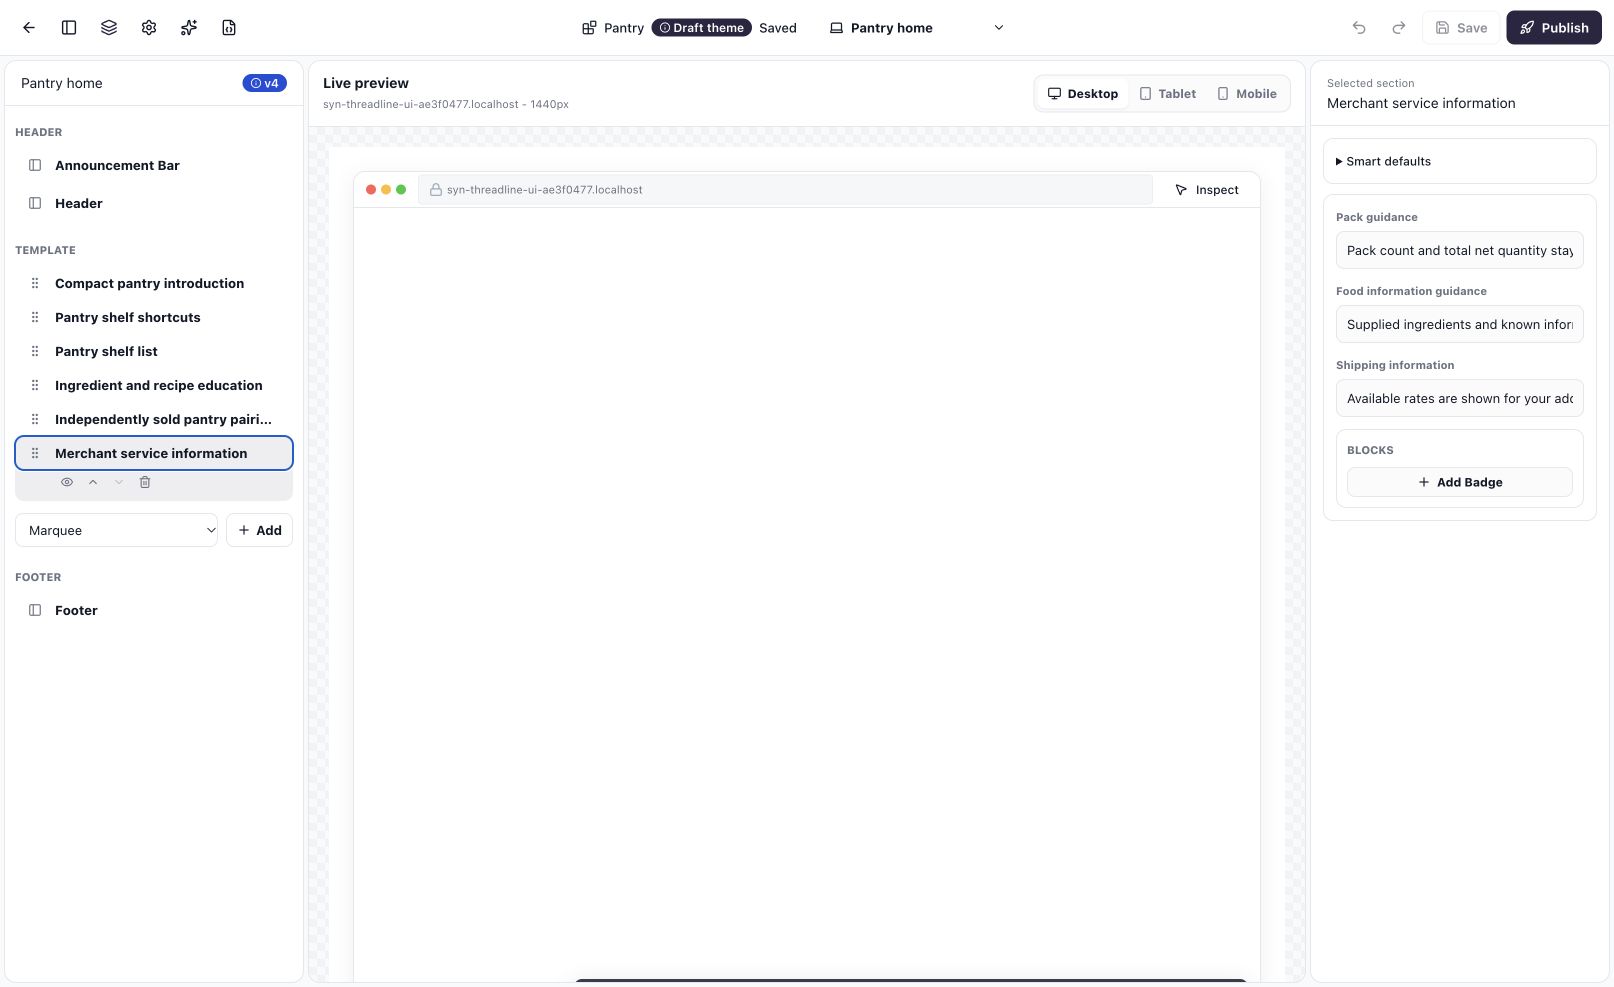 Pantry
Draft theme
Saved
Pantry home
Save
Publish
Pantry home
v4
HEADER
Announcement Bar
Header
TEMPLATE
Compact pantry introduction
Pantry shelf shortcuts
Pantry shelf list
Ingredient and recipe education
Independently sold pantry pairi...
Merchant service information
Marquee
Add
FOOTER
Footer
Live preview
syn-threadline-ui-ae3f0477.localhost - 1440px
Desktop
Tablet
Mobile
syn-threadline-ui-ae3f0477.localhost
Inspect
Selected section
Merchant service information
Smart defaults
Pack guidance
Pack count and total net quantity stay
Food information guidance
Supplied ingredients and known infor
Shipping information
Available rates are shown for your add
BLOCKS
Add Badge